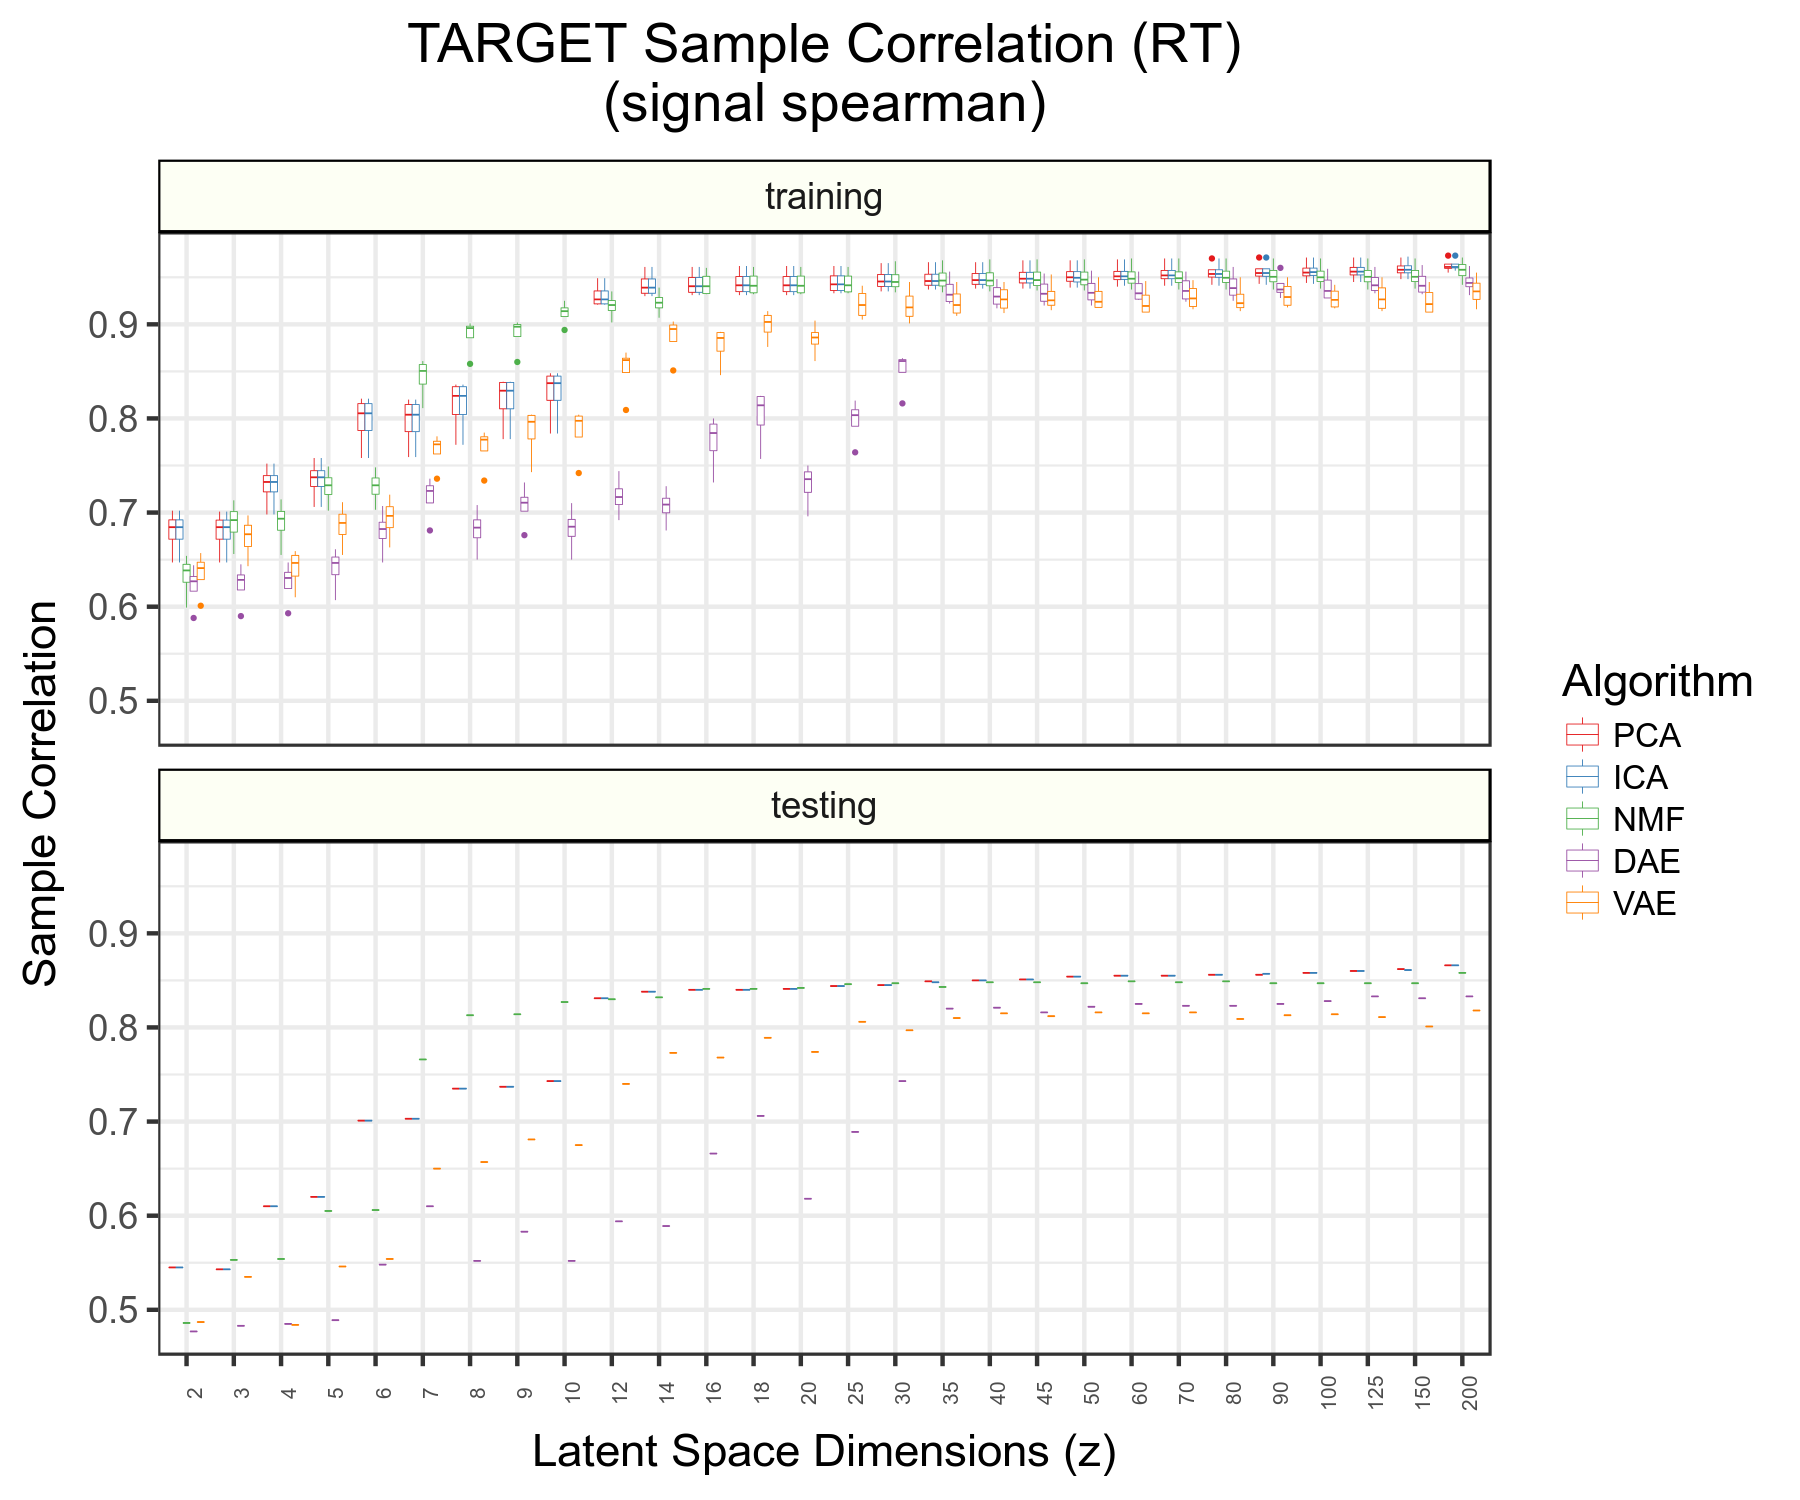 TARGET Sample Correlation (RT)
(signal spearman)
training
0.9
0.8
0.7
0.6
0.5
testing
0.9
0.8
0.7
0.6
0.5
Sample Correlation
2 3 4 5 6 7 8 9 10 12 14 16 18 20 25 30 35 40 45 50 60 70 80 90 100 125 150 200
Latent Space Dimensions (z)
Algorithm
PCA
ICA
NMF
DAE
VAE